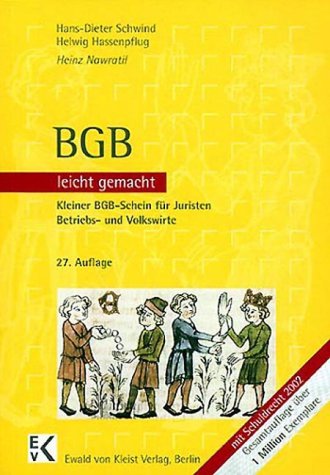 Hans-Dieter Schwind
Helwig Hassenpflug
Heinz Nawratil
BGB
leicht gemacht
Kleiner BGB-Schein für Juristen
Betriebs- und Volkswirte
27. Auflage
mit Schuldrecht 2002
Gesamtauflage über
1 Million Exemplare
E
V K
Ewald von Kleist Verlag, Berlin